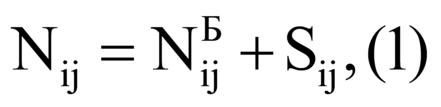 N_ij = N_ij^Б + S_ij, (1)